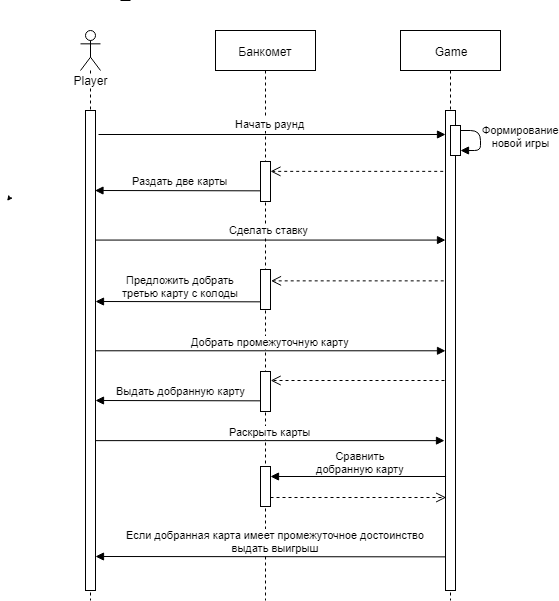 Player
Банкомет
Game
Начать раунд
Формирование
новой игры
Раздать две карты
Сделать ставку
Предложить добрать
третью карту с колоды
Добрать промежуточную карту
Выдать добранную карту
Раскрыть карты
Сравнить
добранную карту
Если добранная карта имеет промежуточное достоинство
выдать выигрыш